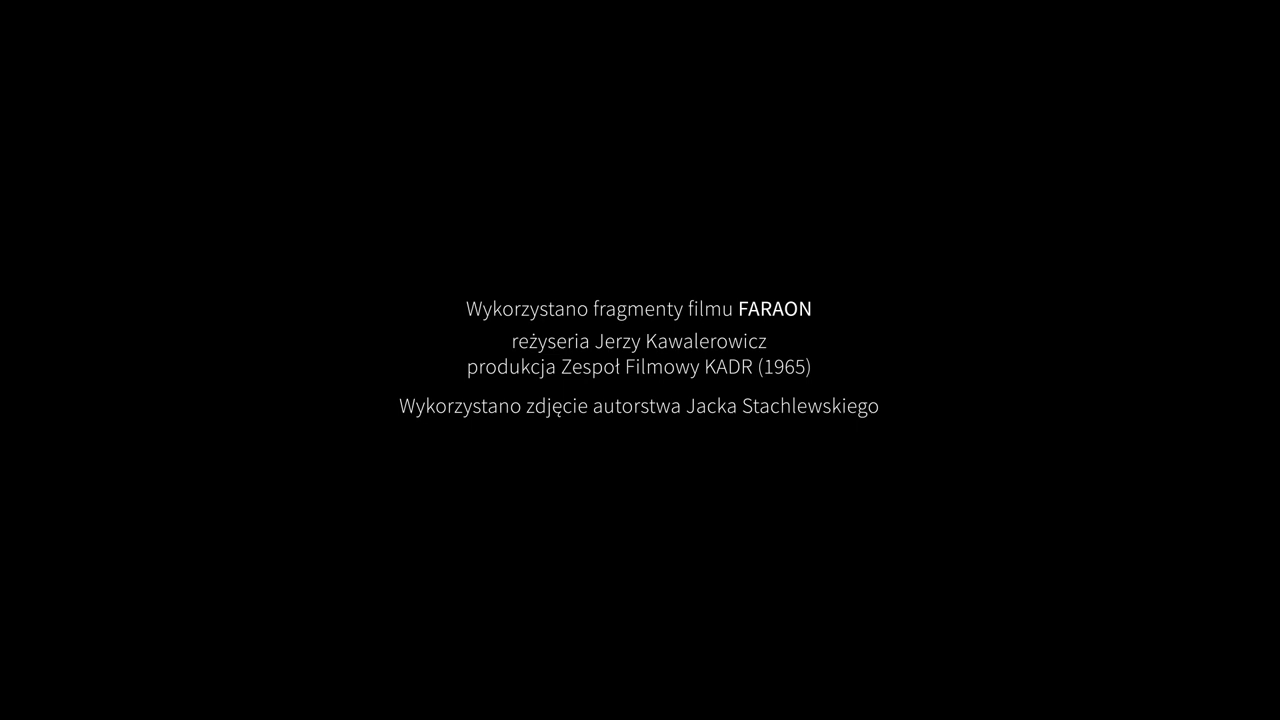 Wykorzystano fragmenty filmu FARAON
reżyseria Jerzy Kawalerowicz
produkcja Zespoł Filmowy KADR (1965)
Wykorzystano zdjęcie autorstwa Jacka Stachlewskiego